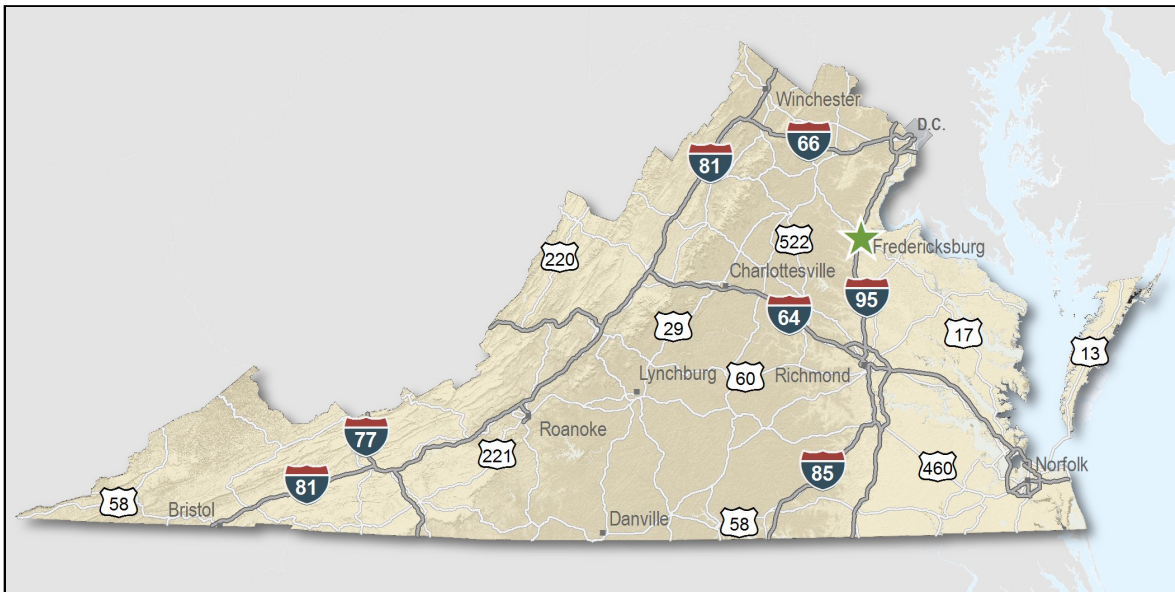 Winchester
D.C.
66
81
522
Fredericksburg
220
Charlottesville
95
64
29
17
13
Lynchburg
60
Richmond
77
Roanoke
221
85
460
Norfolk
81
58
Bristol
Danville
58